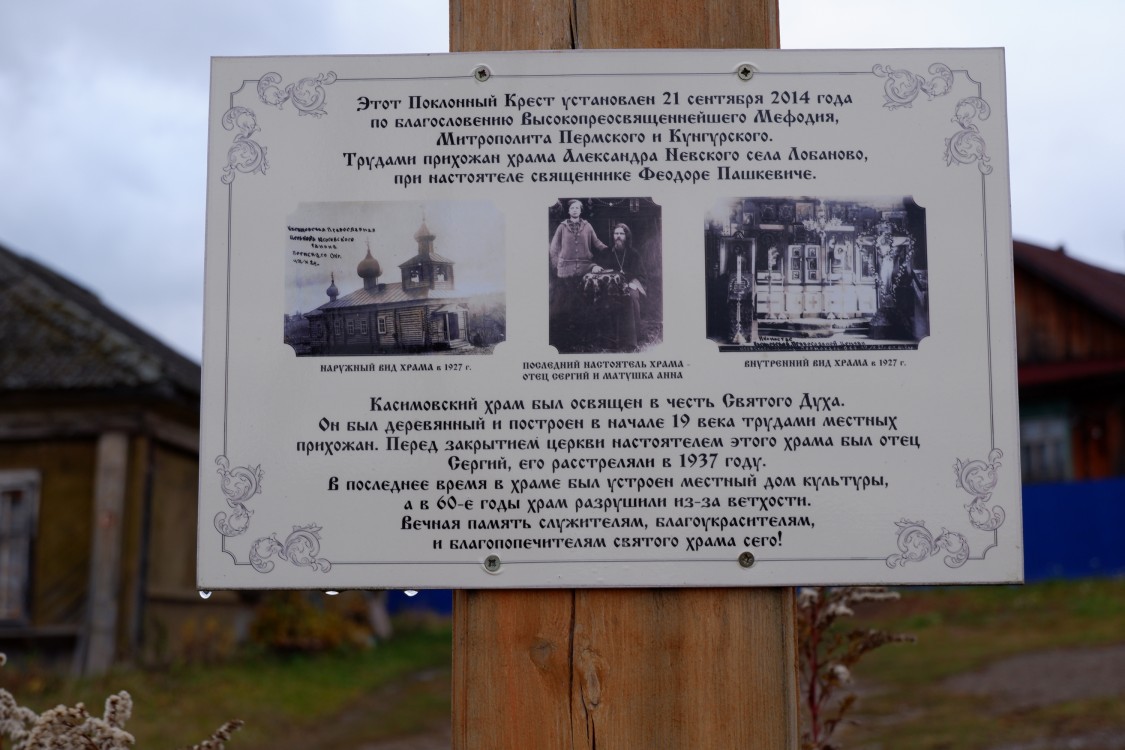 Этот Поклонный Крест установлен 21 сентября 2014 года
по благословению Высокопреосвященнейшего Мефодия,
Митрополита Пермского и Кунгурского.
Трудами прихожан храма Александра Невского села Лобаново,
при настоятеле священнике Феодоре Пашкевиче.
НАРУЖНЫЙ ВИД ХРАМА в 1927 г.
ПОСЛЕДНИЙ НАСТОЯТЕЛЬ ХРАМА -
ОТЕЦ СЕРГИЙ И МАТУШКА АННА
ВНУТРЕННИЙ ВИД ХРАМА в 1927 г.
Касимовский храм был освящен в честь Святого Духа.
Он был деревянный и построен в начале 19 века трудами местных
прихожан. Перед закрытием церкви настоятелем этого храма был отец
Сергий, его расстреляли в 1937 году.
В последнее время в храме был устроен местный дом культуры,
а в 60-е годы храм разрушили из-за ветхости.
Вечная память служителям, благоукрасителям,
и благопопечителям святого храма сего!